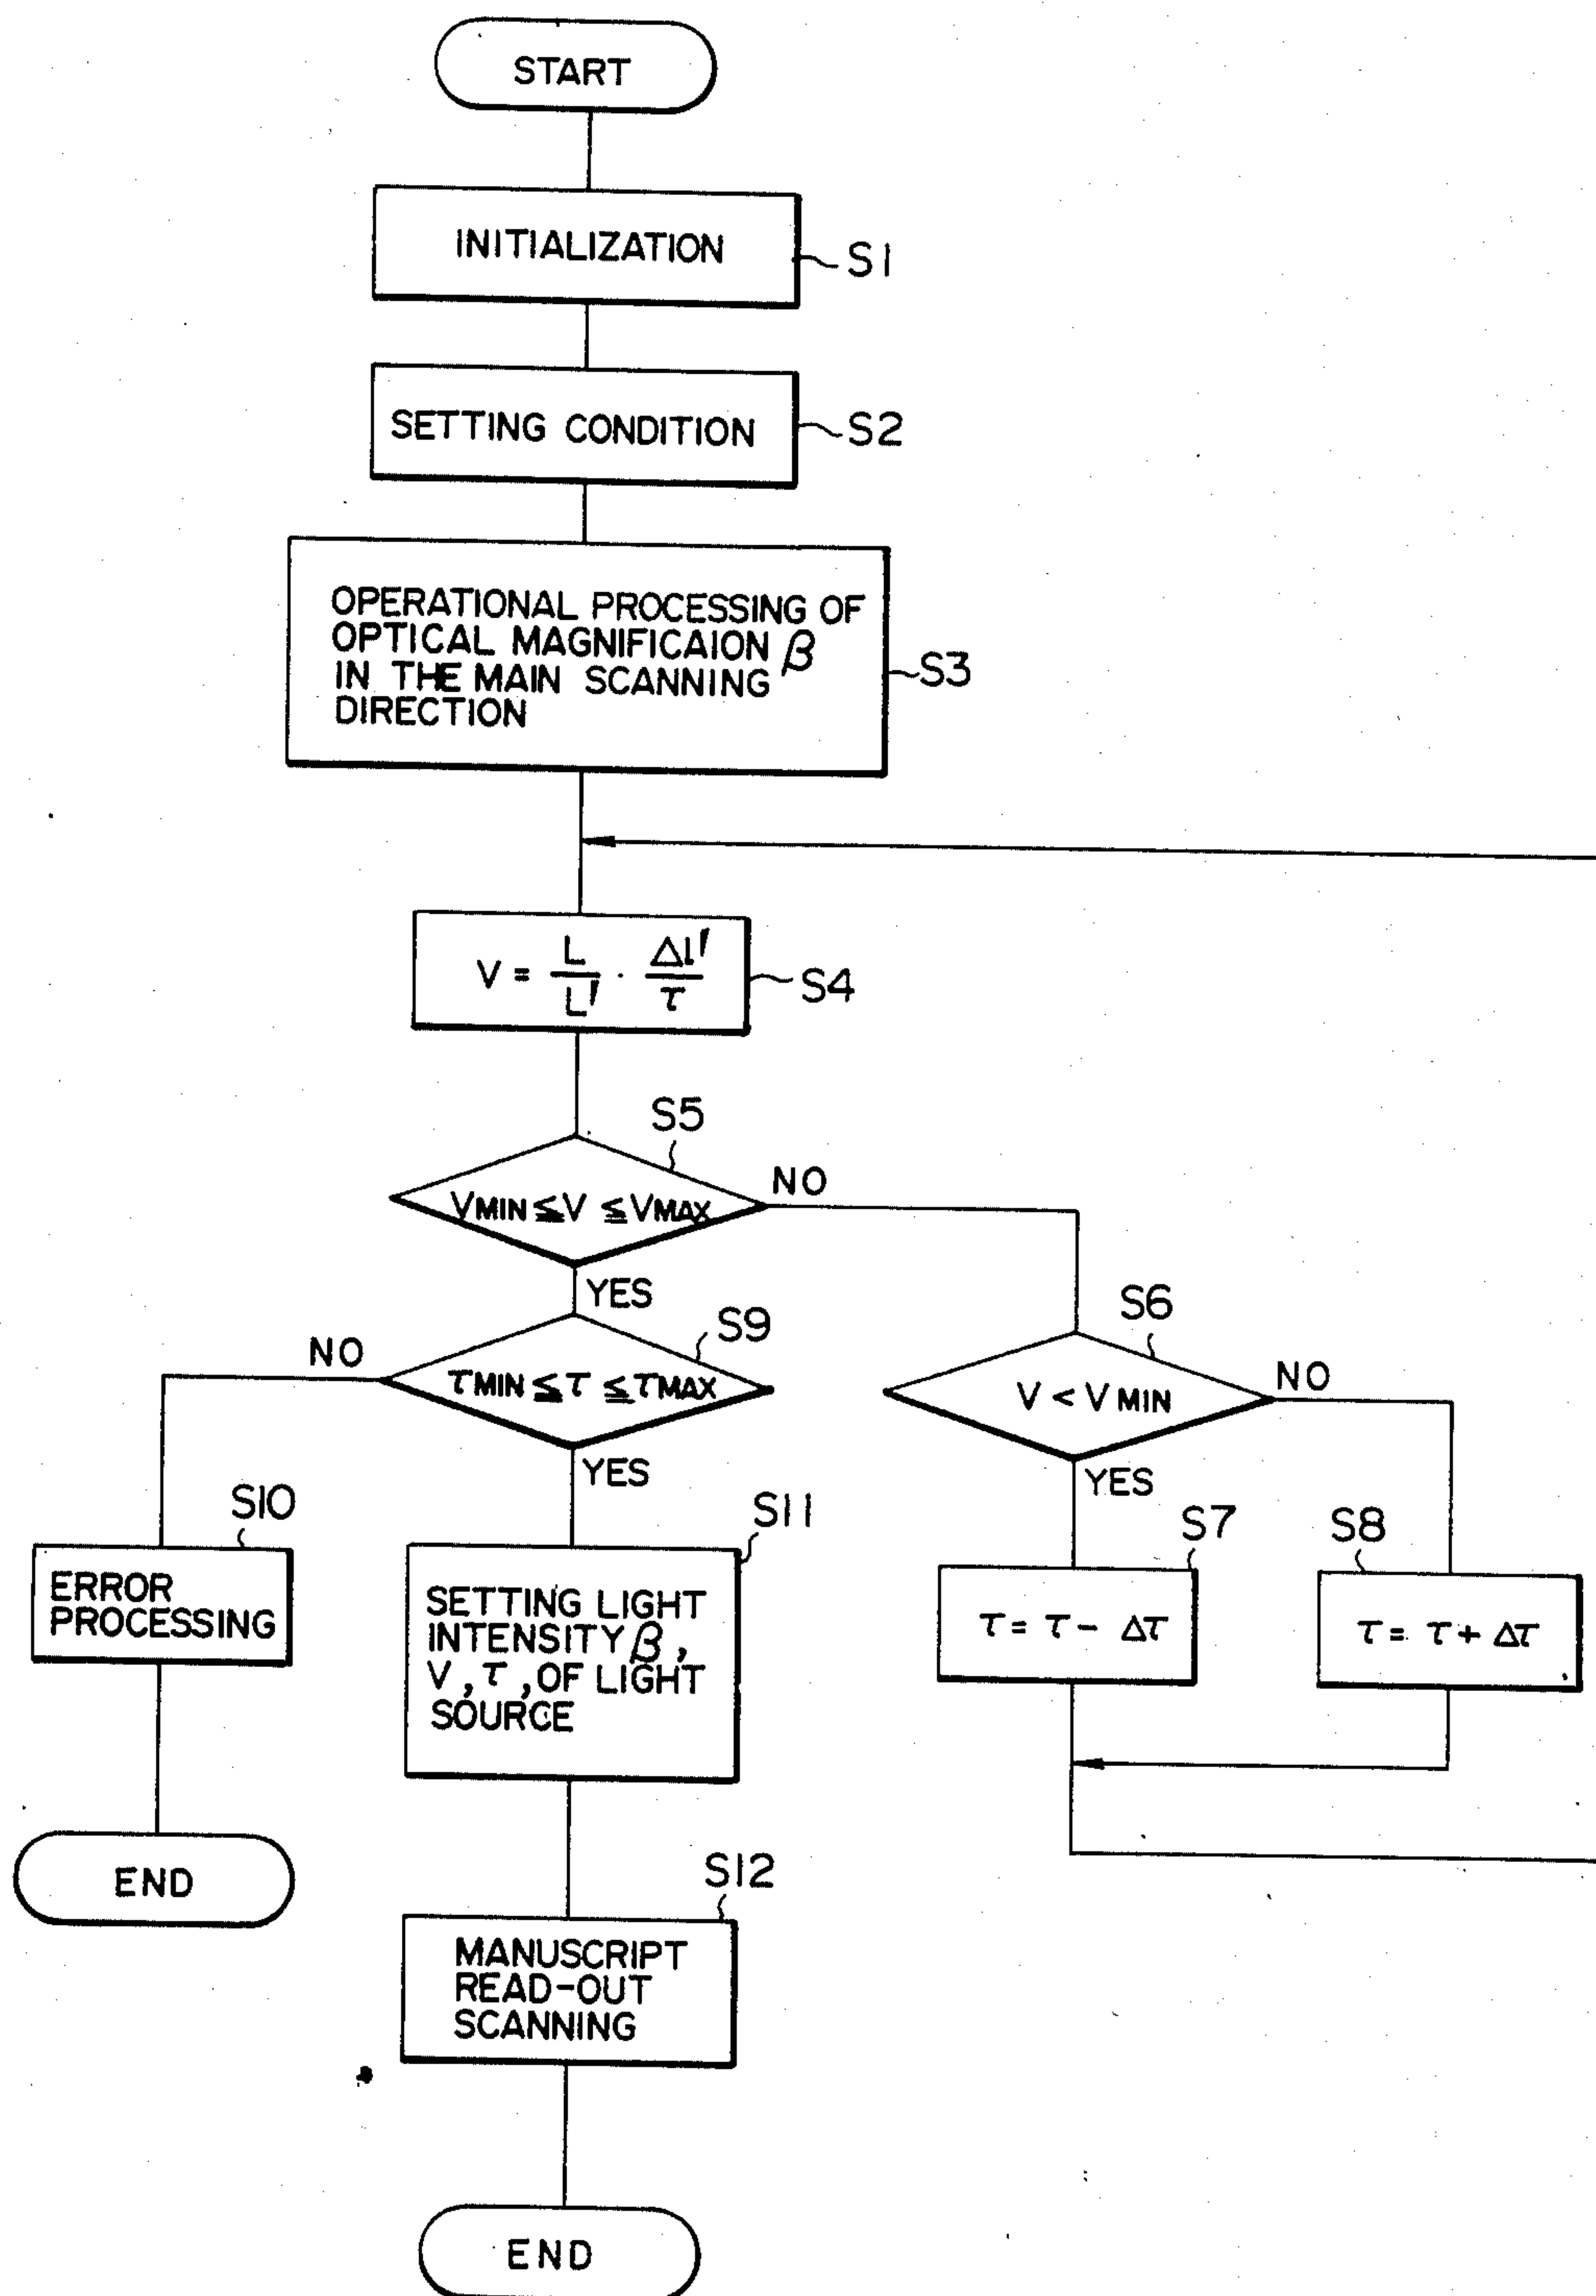 START
INITIALIZATION
S1
SETTING CONDITION
S2
OPERATIONAL PROCESSING OF
OPTICAL MAGNIFICAION β
IN THE MAIN SCANNING
DIRECTION
S3
V = L/L' · Δl'/τ
S4
S5
VMIN ≦ V ≦ VMAX
NO
YES
S9
τMIN ≦ τ ≦ τMAX
NO
YES
S6
V < VMIN
NO
YES
S10
ERROR
PROCESSING
END
S11
SETTING LIGHT
INTENSITY β,
V, τ, OF LIGHT
SOURCE
S7
τ = τ - Δτ
S8
τ = τ + Δτ
S12
MANUSCRIPT
READ-OUT
SCANNING
END